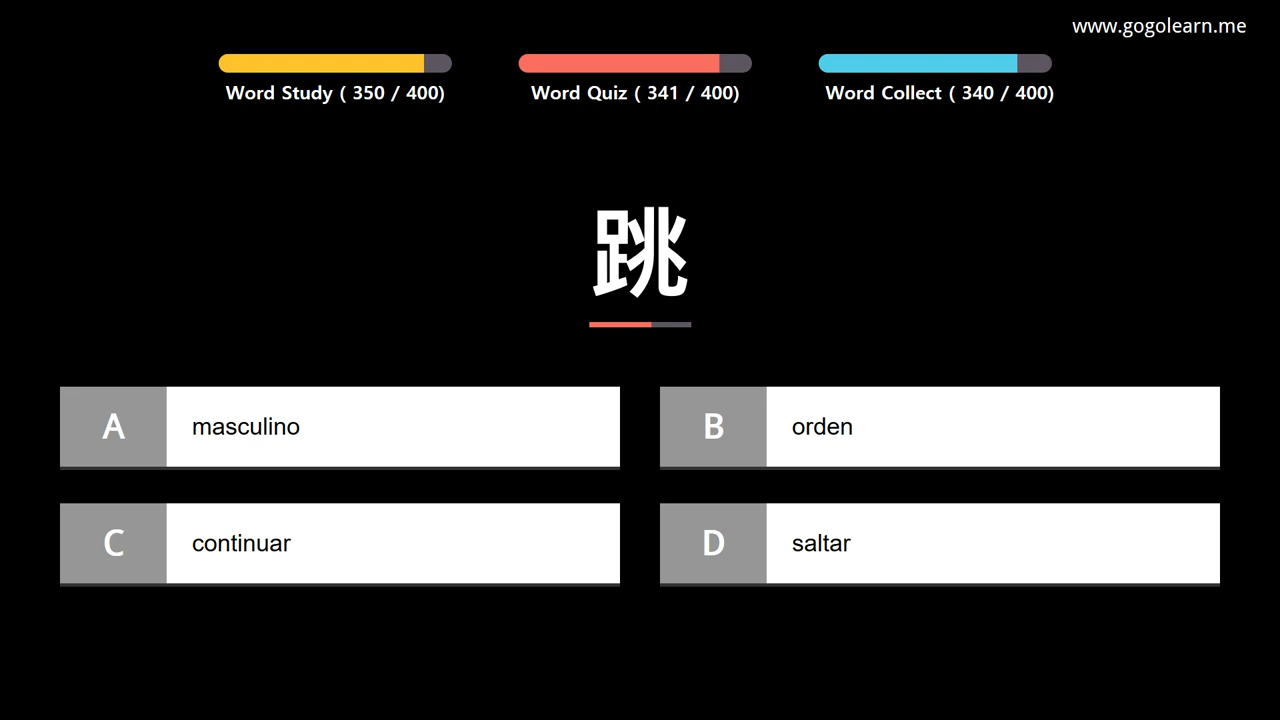 www.gogolearn.me
Word Study ( 350 / 400)
Word Quiz ( 341 / 400)
Word Collect ( 340 / 400)
跳
A masculino
B orden
C continuar
D saltar